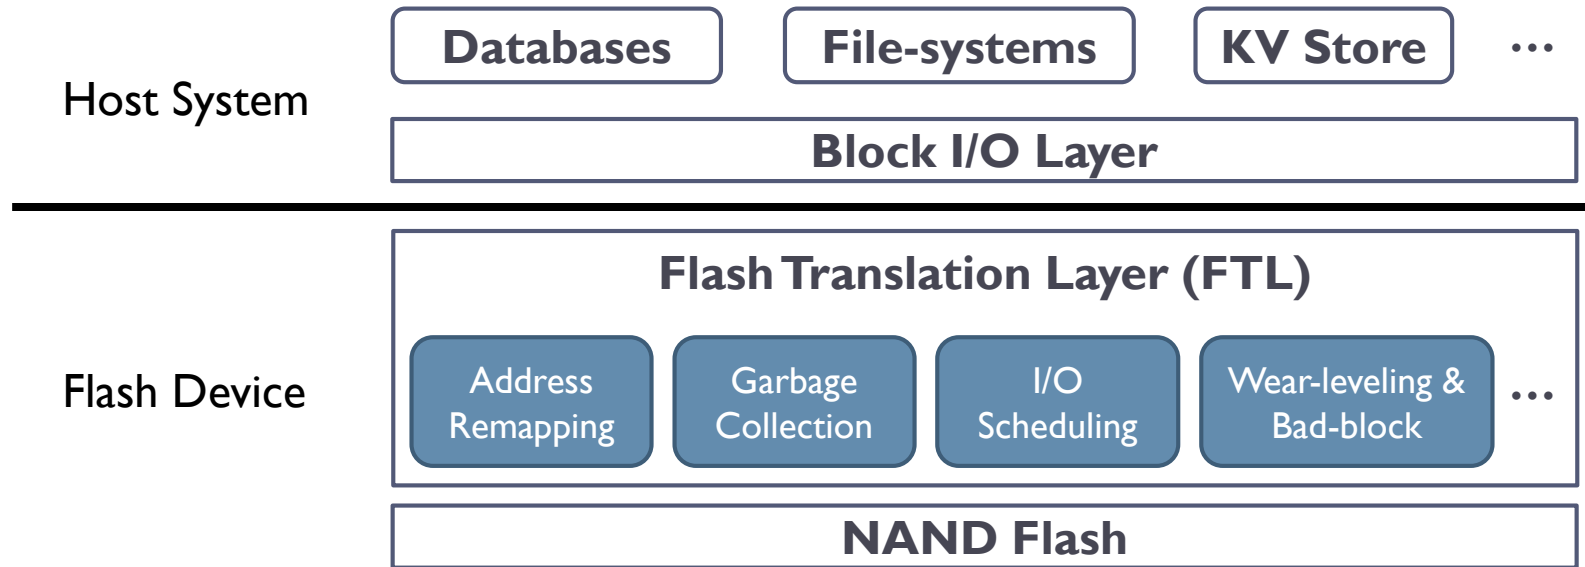 Host System
Databases
File-systems
KV Store
...
Block I/O Layer
Flash Device
Flash Translation Layer (FTL)
Address
Remapping
Garbage
Collection
I/O
Scheduling
Wear-leveling &
Bad-block
...
NAND Flash